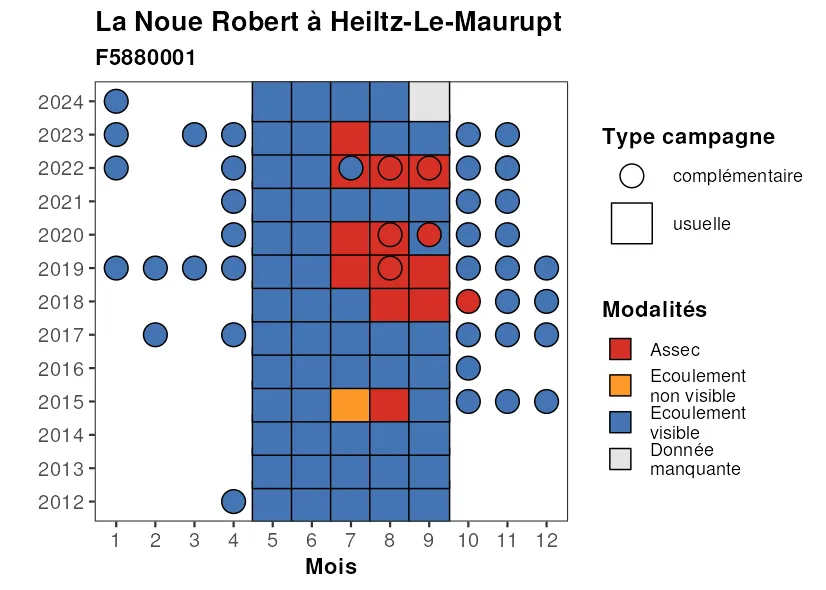 La Noue Robert à Heiltz-Le-Maurupt
F5880001
2024
2023
2022
2021
2020
2019
2018
2017
2016
2015
2014
2013
2012
1 2 3 4 5 6 7 8 9 10 11 12
Mois
Type campagne
complémentaire
usuelle
Modalités
Assec
Ecoulement
non visible
Ecoulement
visible
Donnée
manquante